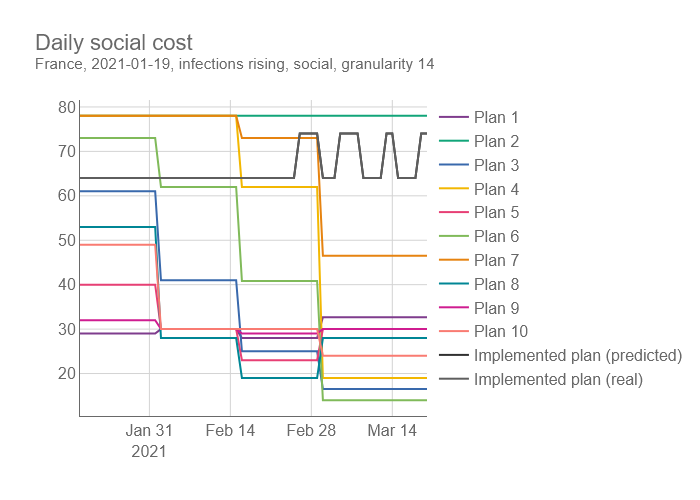 Daily social cost
France, 2021-01-19, infections rising, social, granularity 14
80
70
60
50
40
30
20
Jan 31
2021
Feb 14
Feb 28
Mar 14
Plan 1
Plan 2
Plan 3
Plan 4
Plan 5
Plan 6
Plan 7
Plan 8
Plan 9
Plan 10
Implemented plan (predicted)
Implemented plan (real)